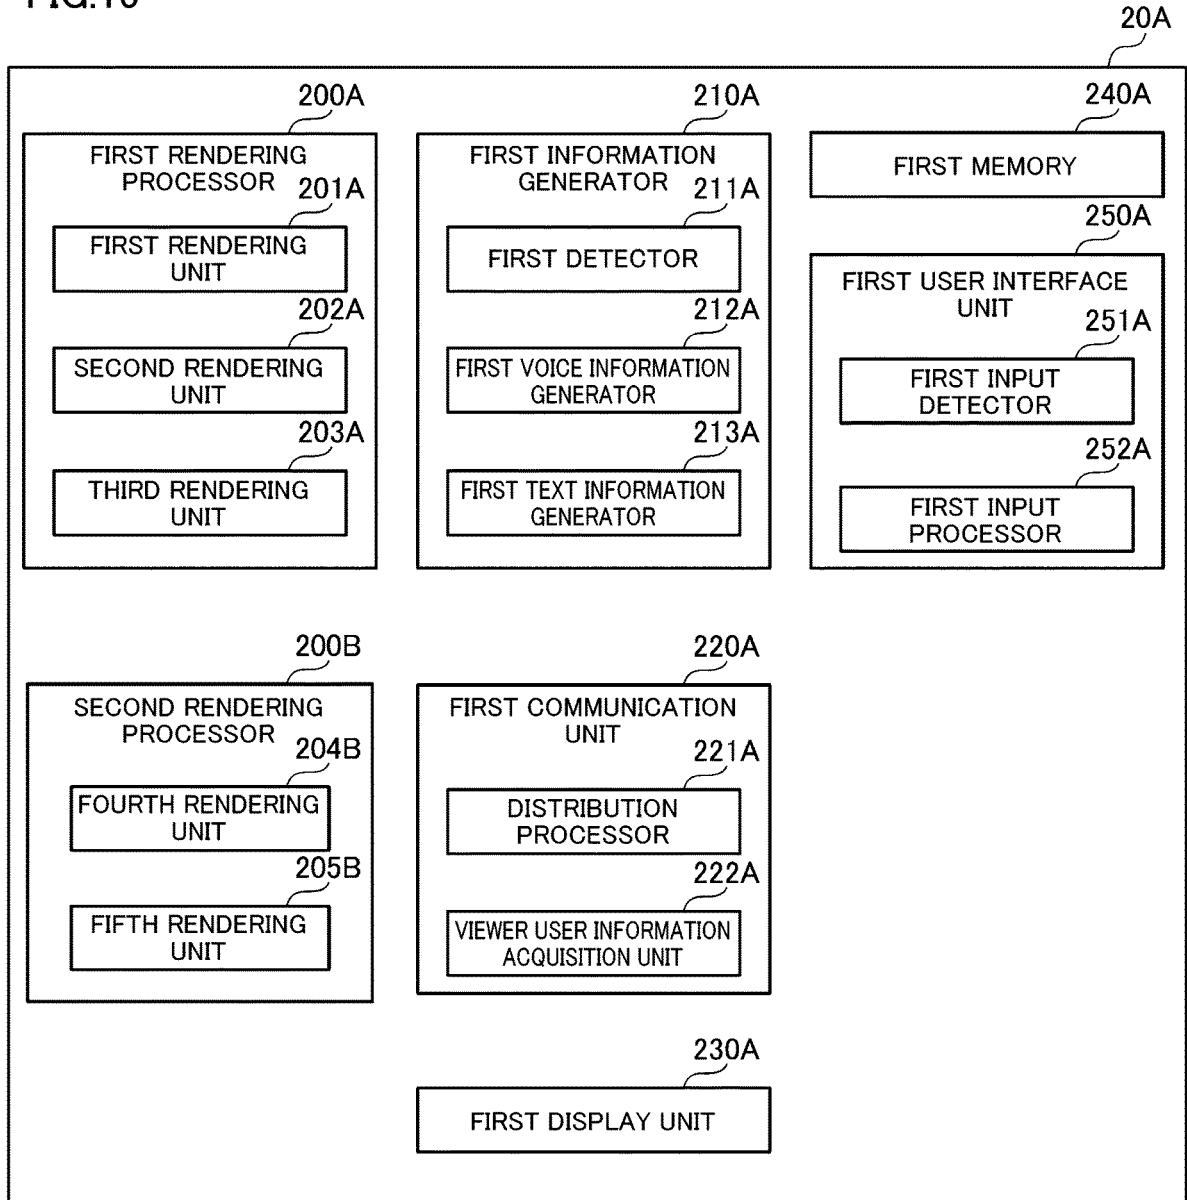 20A
200A
FIRST RENDERING
PROCESSOR
201A
FIRST RENDERING
UNIT
202A
SECOND RENDERING
UNIT
203A
THIRD RENDERING
UNIT
210A
FIRST INFORMATION
GENERATOR
211A
FIRST DETECTOR
212A
FIRST VOICE INFORMATION
GENERATOR
213A
FIRST TEXT INFORMATION
GENERATOR
240A
FIRST MEMORY
250A
FIRST USER INTERFACE
UNIT
251A
FIRST INPUT
DETECTOR
252A
FIRST INPUT
PROCESSOR
200B
SECOND RENDERING
PROCESSOR
204B
FOURTH RENDERING
UNIT
205B
FIFTH RENDERING
UNIT
220A
FIRST COMMUNICATION
UNIT
221A
DISTRIBUTION
PROCESSOR
222A
VIEWER USER INFORMATION
ACQUISITION UNIT
230A
FIRST DISPLAY UNIT